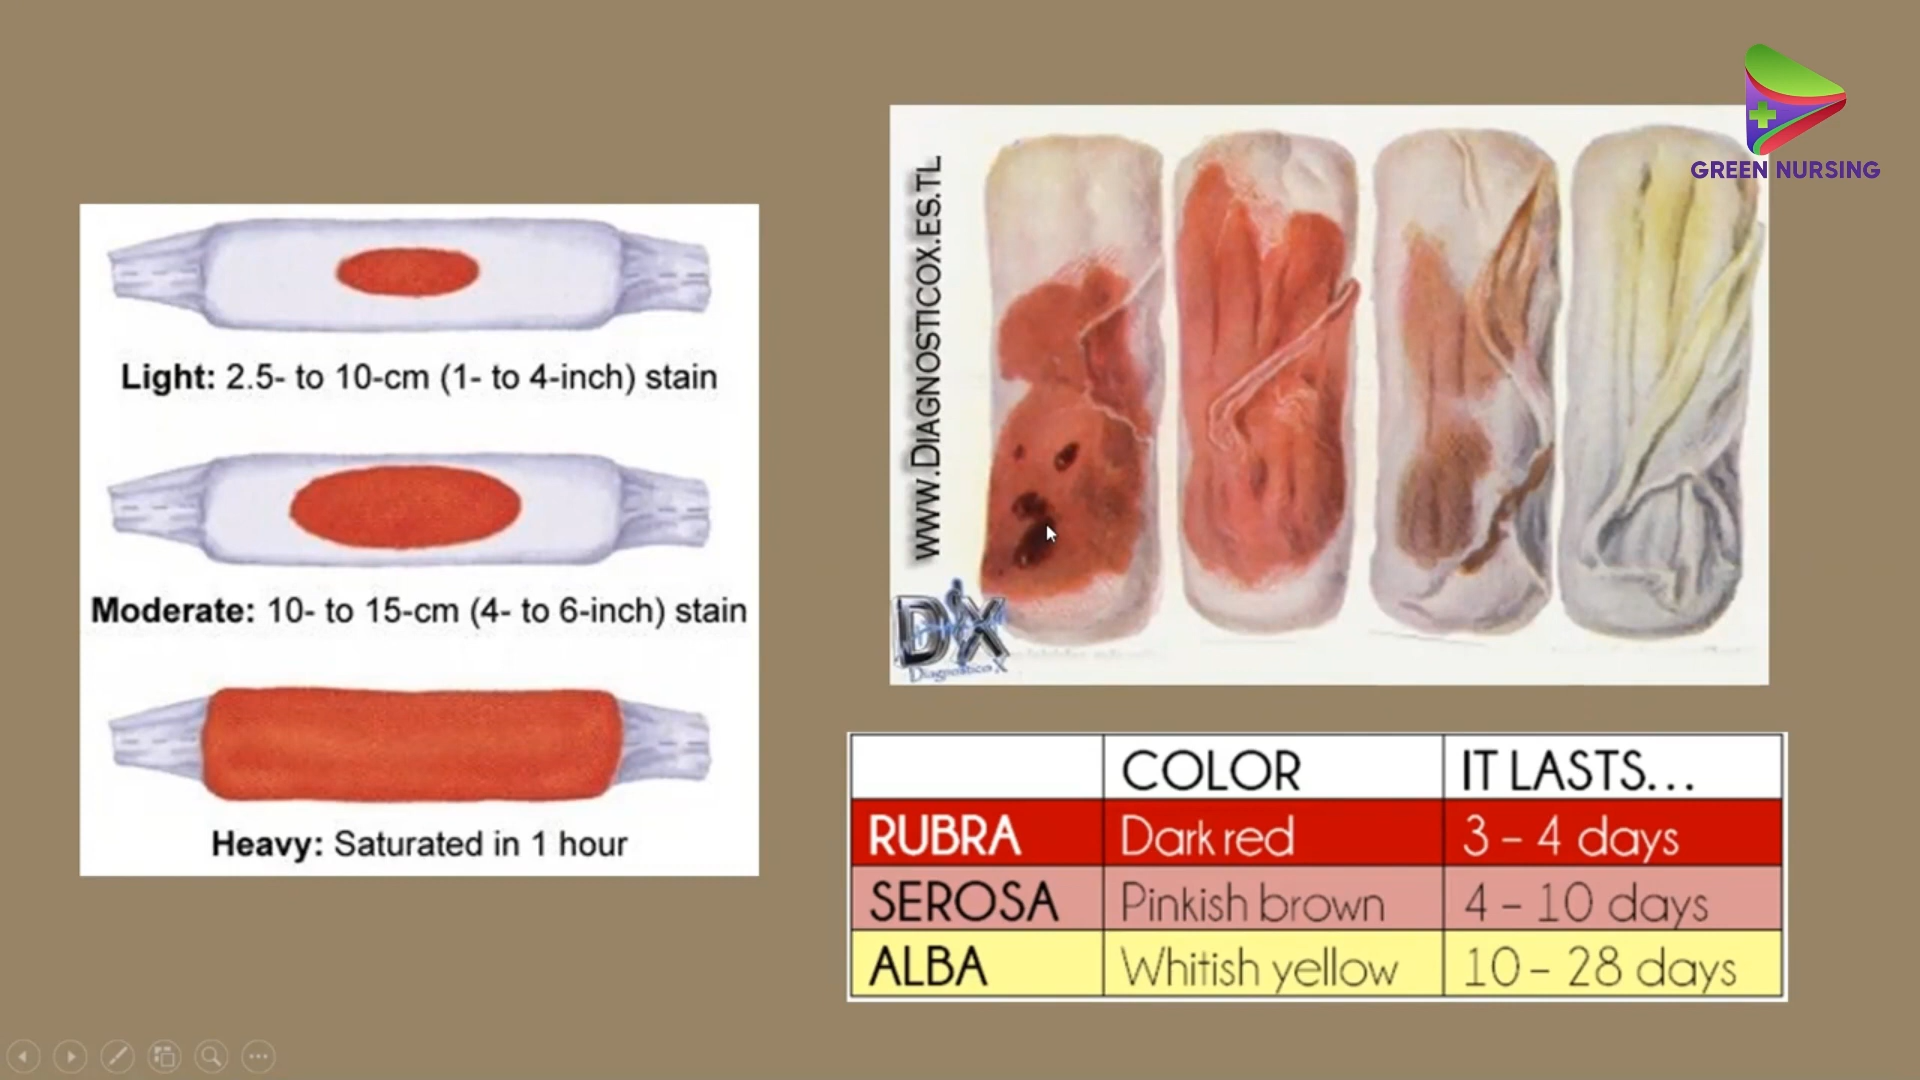 GREEN NURSING
Light: 2.5- to 10-cm (1- to 4-inch) stain
Moderate: 10- to 15-cm (4- to 6-inch) stain
Heavy: Saturated in 1 hour
WWW.DIAGNOSTICOX.ES.TL
DX
Diagnostico X
COLOR IT LASTS...
RUBRA Dark red 3 – 4 days
SEROSA Pinkish brown 4 – 10 days
ALBA Whitish yellow 10 – 28 days